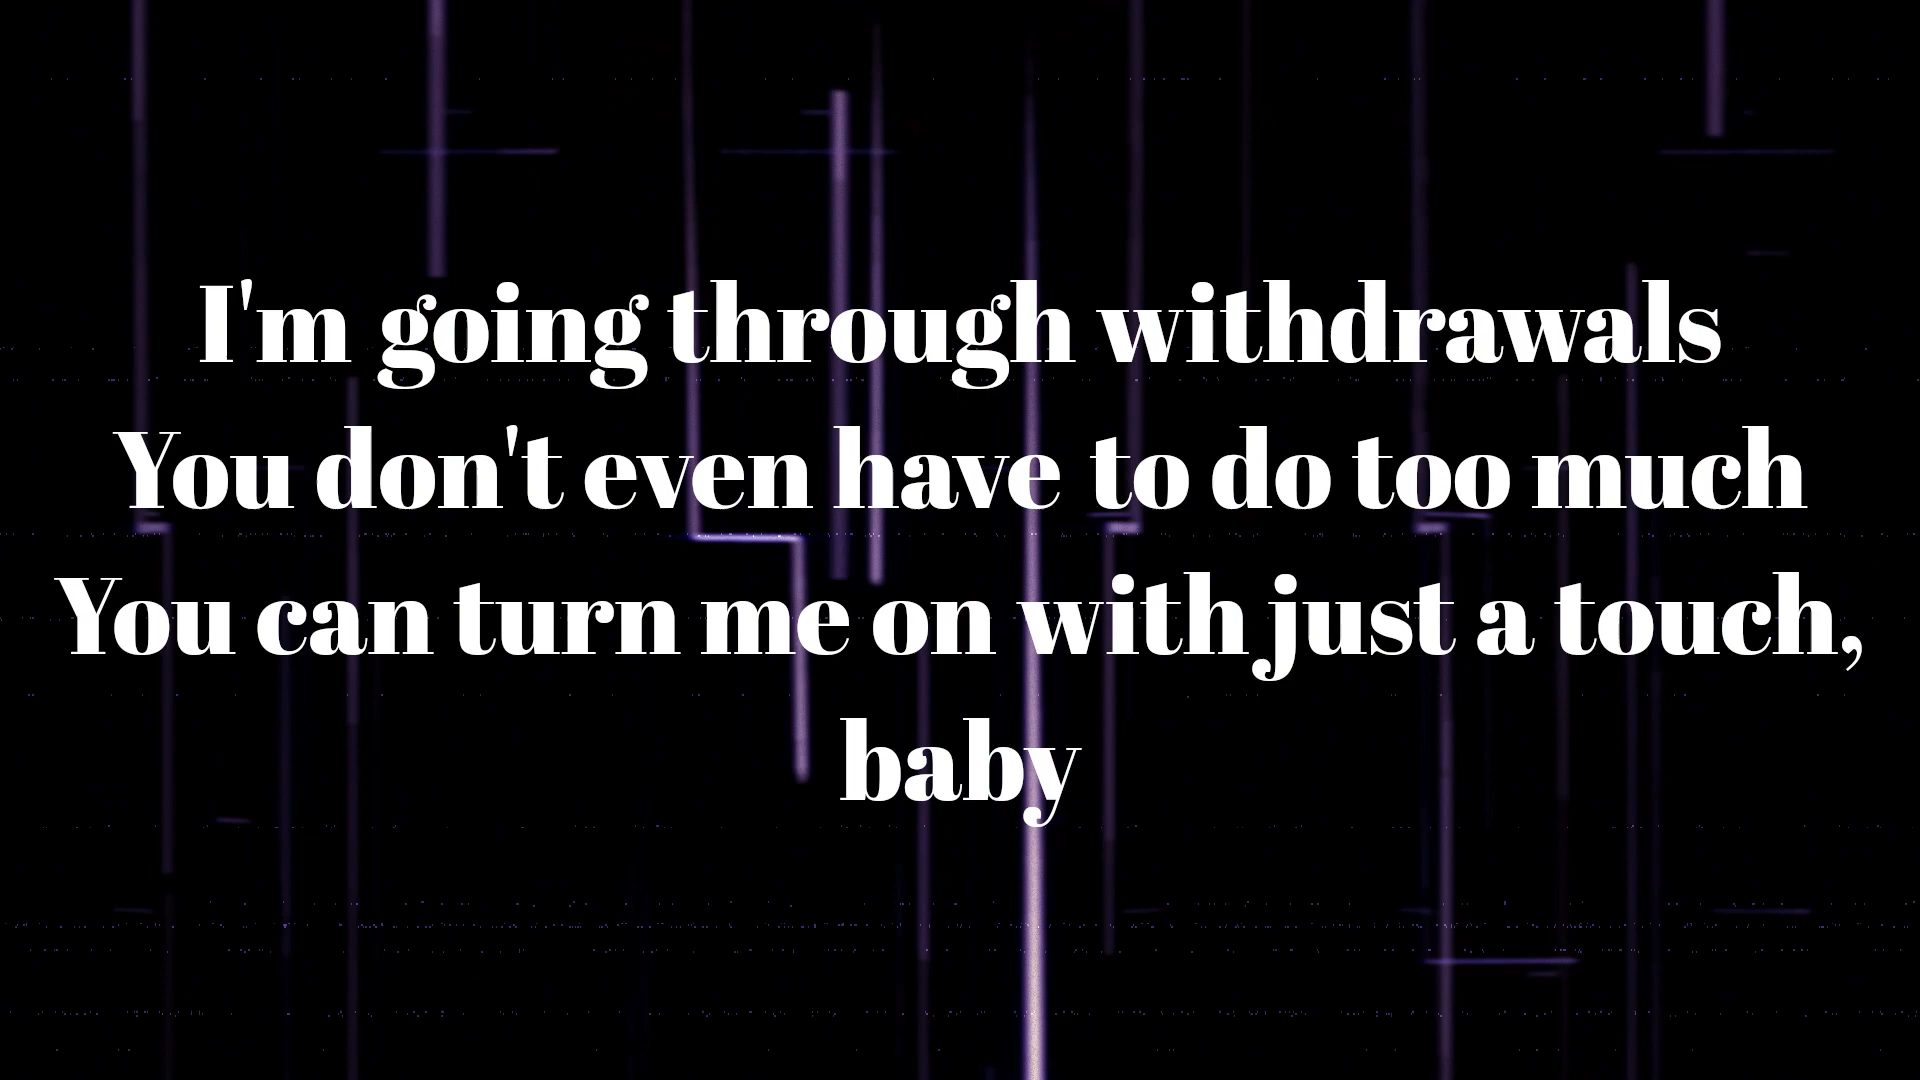 I'm going through withdrawals
You don't even have to do too much
You can turn me on with just a touch,
baby